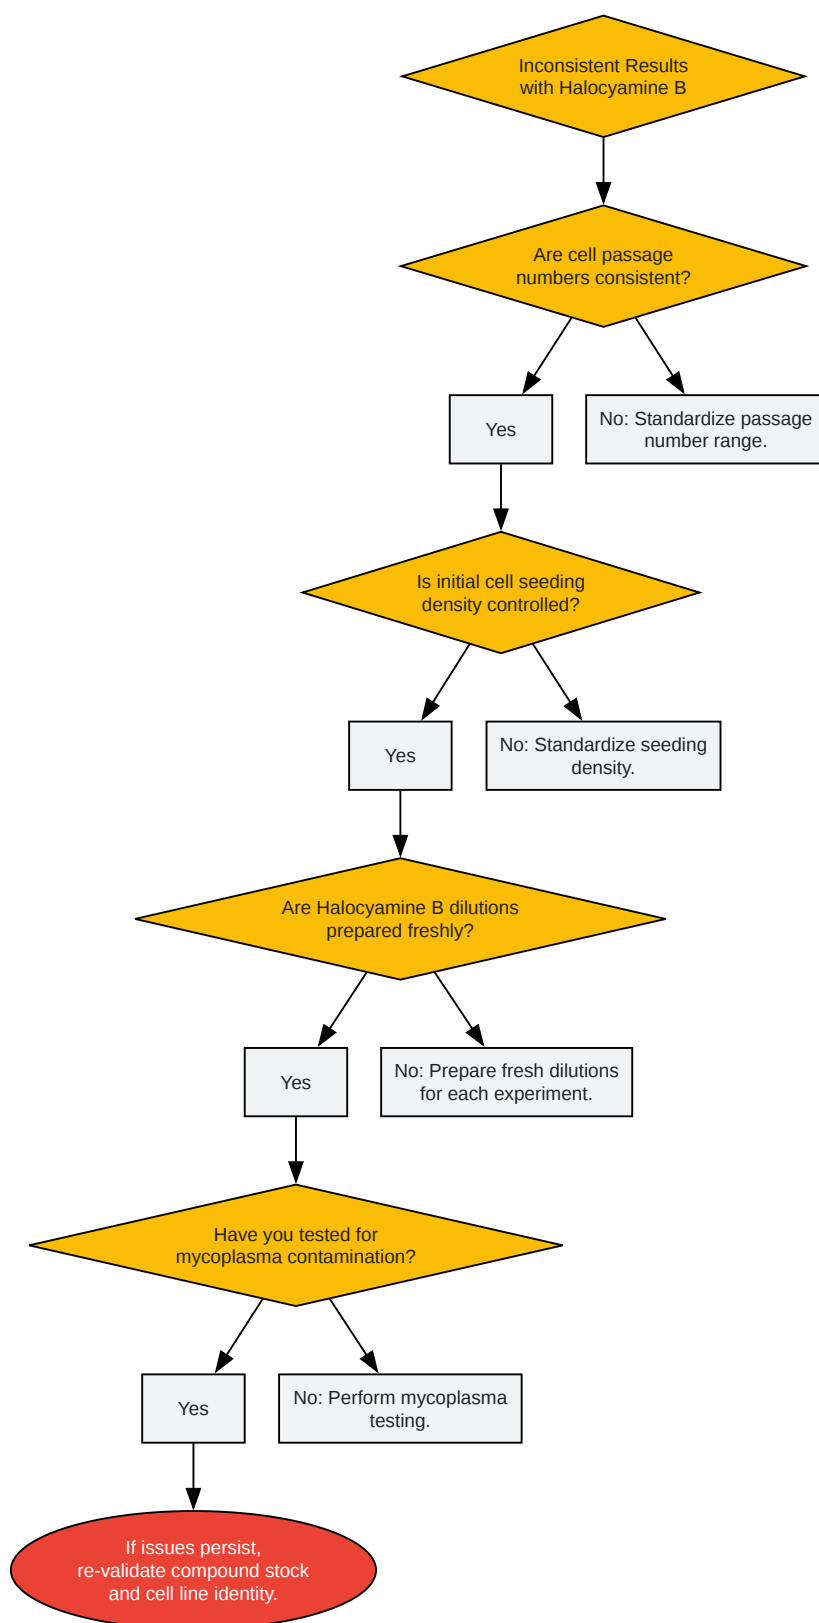 Inconsistent Results
with Halocyamine B
Are cell passage
numbers consistent?
Yes
No: Standardize passage
number range.
Is initial cell seeding
density controlled?
Yes
No: Standardize seeding
density.
Are Halocyamine B dilutions
prepared freshly?
Yes
No: Prepare fresh dilutions
for each experiment.
Have you tested for
mycoplasma contamination?
Yes
No: Perform mycoplasma
testing.
If issues persist,
re-validate compound stock
and cell line identity.